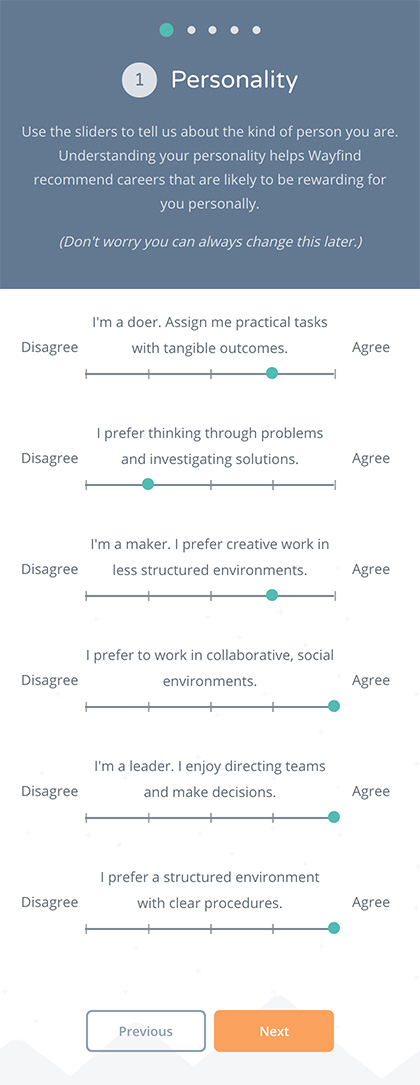 1 Personality
Use the sliders to tell us about the kind of person you are.
Understanding your personality helps Wayfind
recommend careers that are likely to be rewarding for
you personally.
(Don't worry you can always change this later.)
I'm a doer. Assign me practical tasks
with tangible outcomes.
Disagree
Agree
I prefer thinking through problems
and investigating solutions.
Disagree
Agree
I'm a maker. I prefer creative work in
less structured environments.
Disagree
Agree
I prefer to work in collaborative, social
environments.
Disagree
Agree
I'm a leader. I enjoy directing teams
and make decisions.
Disagree
Agree
I prefer a structured environment
with clear procedures.
Disagree
Agree
Previous
Next